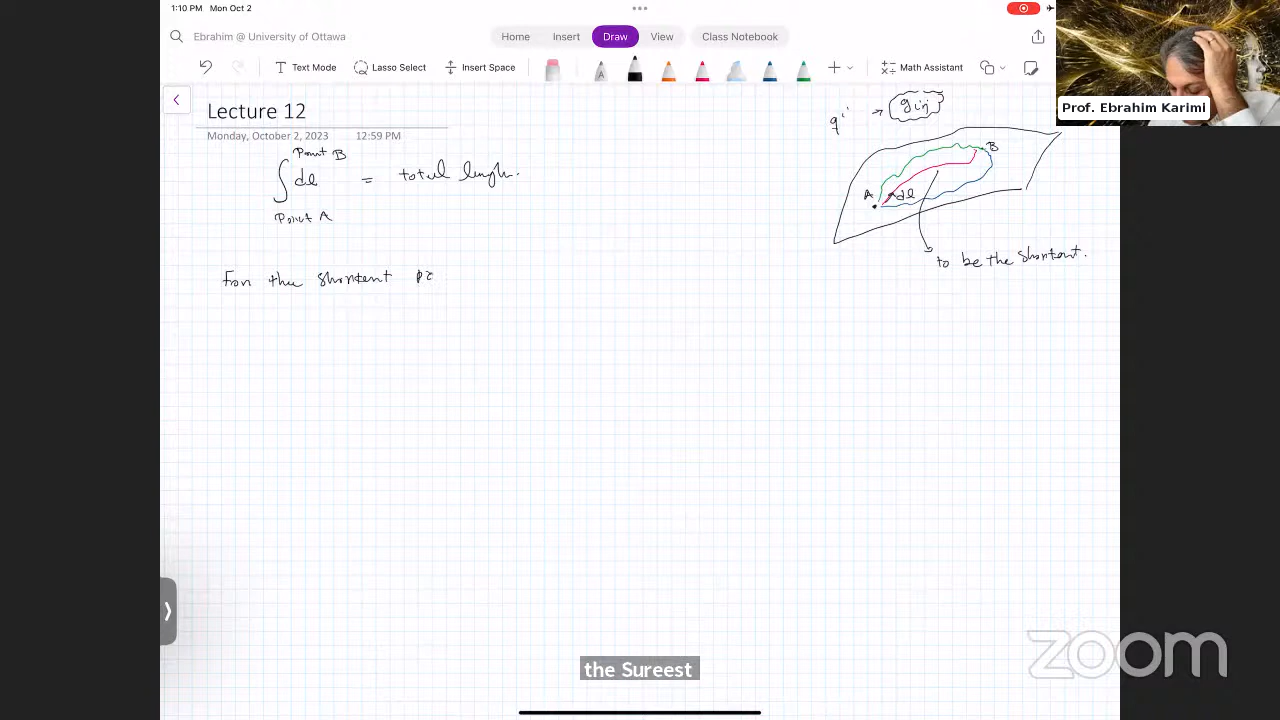 1:10 PM Mon Oct 2
Ebrahim @ University of Ottawa
Home Insert Draw View Class Notebook
Text Mode Lasso Select Insert Space Math Assistant
Prof. Ebrahim Karimi
Lecture 12
Monday, October 2, 2023 12:59 PM
Point B
∫ dl = total length.
Point A
q^i → g_ij
B
A dl
to be the shortest.
For the shortest pa
the Sureest
zoom